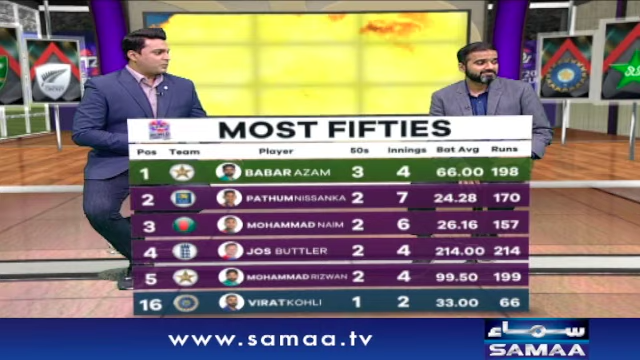 MOST FIFTIES
Pos Team Player 50s Innings Bat Avg Runs
1 BABAR AZAM 3 4 66.00 198
2 PATHUM NISSANKA 2 7 24.28 170
3 MOHAMMAD NAIM 2 6 26.16 157
4 JOS BUTTLER 2 4 214.00 214
5 MOHAMMAD RIZWAN 2 4 99.50 199
16 VIRAT KOHLI 1 2 33.00 66
www.samaa.tv
سماء
SAMAA